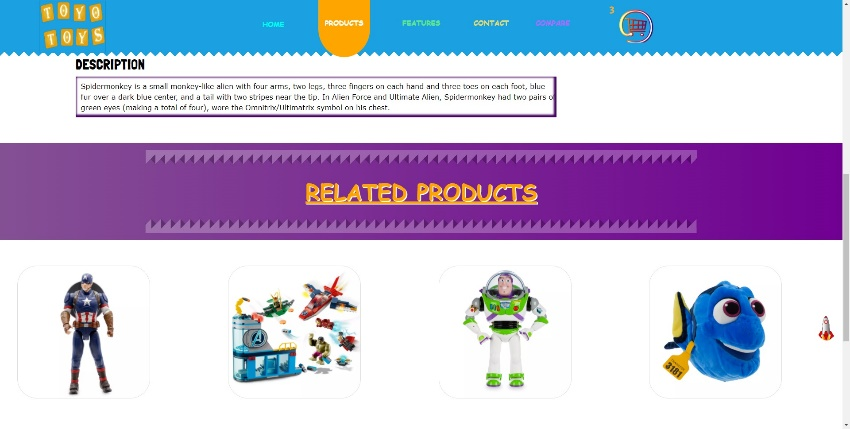 TOYO
TOYS
HOME
PRODUCTS
FEATURES
CONTACT
COMPARE
3
DESCRIPTION
Spidermonkey is a small monkey-like alien with four arms, two legs, three fingers on each hand and three toes on each foot, blue
fur over a dark blue center, and a tail with two stripes near the tip. In Alien Force and Ultimate Alien, Spidermonkey had two pairs o
green eyes (making a total of four), wore the Omnitrix/Ultimatrix symbol on his chest.
RELATED PRODUCTS
A
3181